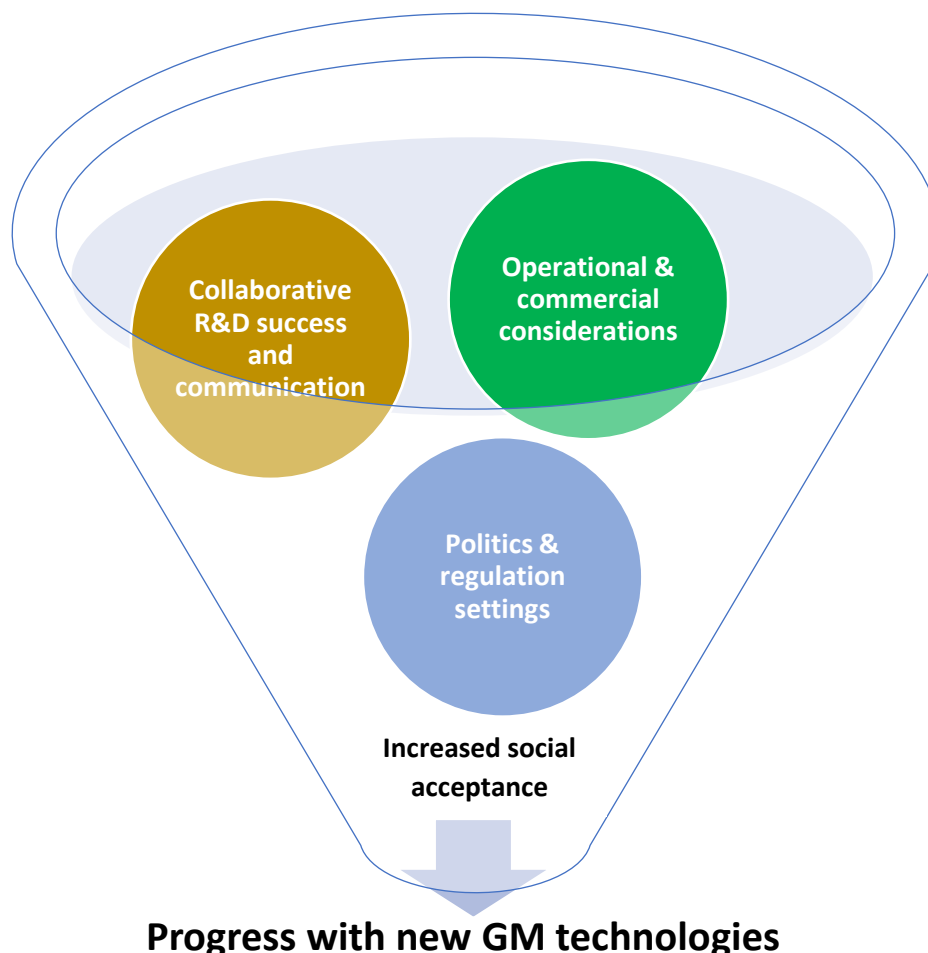 Collaborative
R&D success
and
communication
Operational &
commercial
considerations
Politics &
regulation
settings
Increased social
acceptance
Progress with new GM technologies